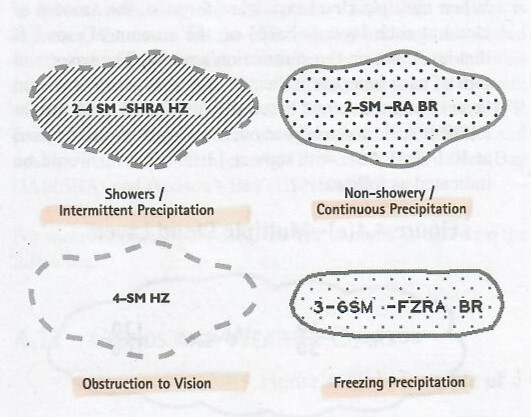 2–4 SM –SHRA HZ
2–SM –RA BR
Showers /
Intermittent Precipitation
Non–showery /
Continuous Precipitation
4–SM HZ
3-6SM -FZRA BR
Obstruction to Vision
Freezing Precipitation